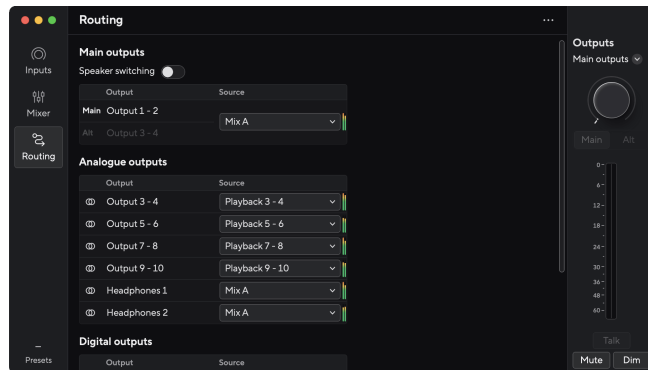 Routing
...
Inputs
Mixer
Routing
Presets
Main outputs
Speaker switching
Output Source
Main Output 1 - 2
Mix A
Alt Output 3 - 4
Analogue outputs
Output Source
Output 3 - 4 Playback 3 - 4
Output 5 - 6 Playback 5 - 6
Output 7 - 8 Playback 7 - 8
Output 9 - 10 Playback 9 - 10
Headphones 1 Mix A
Headphones 2 Mix A
Digital outputs
Output Source
Outputs
Main outputs
Main Alt
0
6
12
18
24
30
36
48
60
Talk
Mute Dim